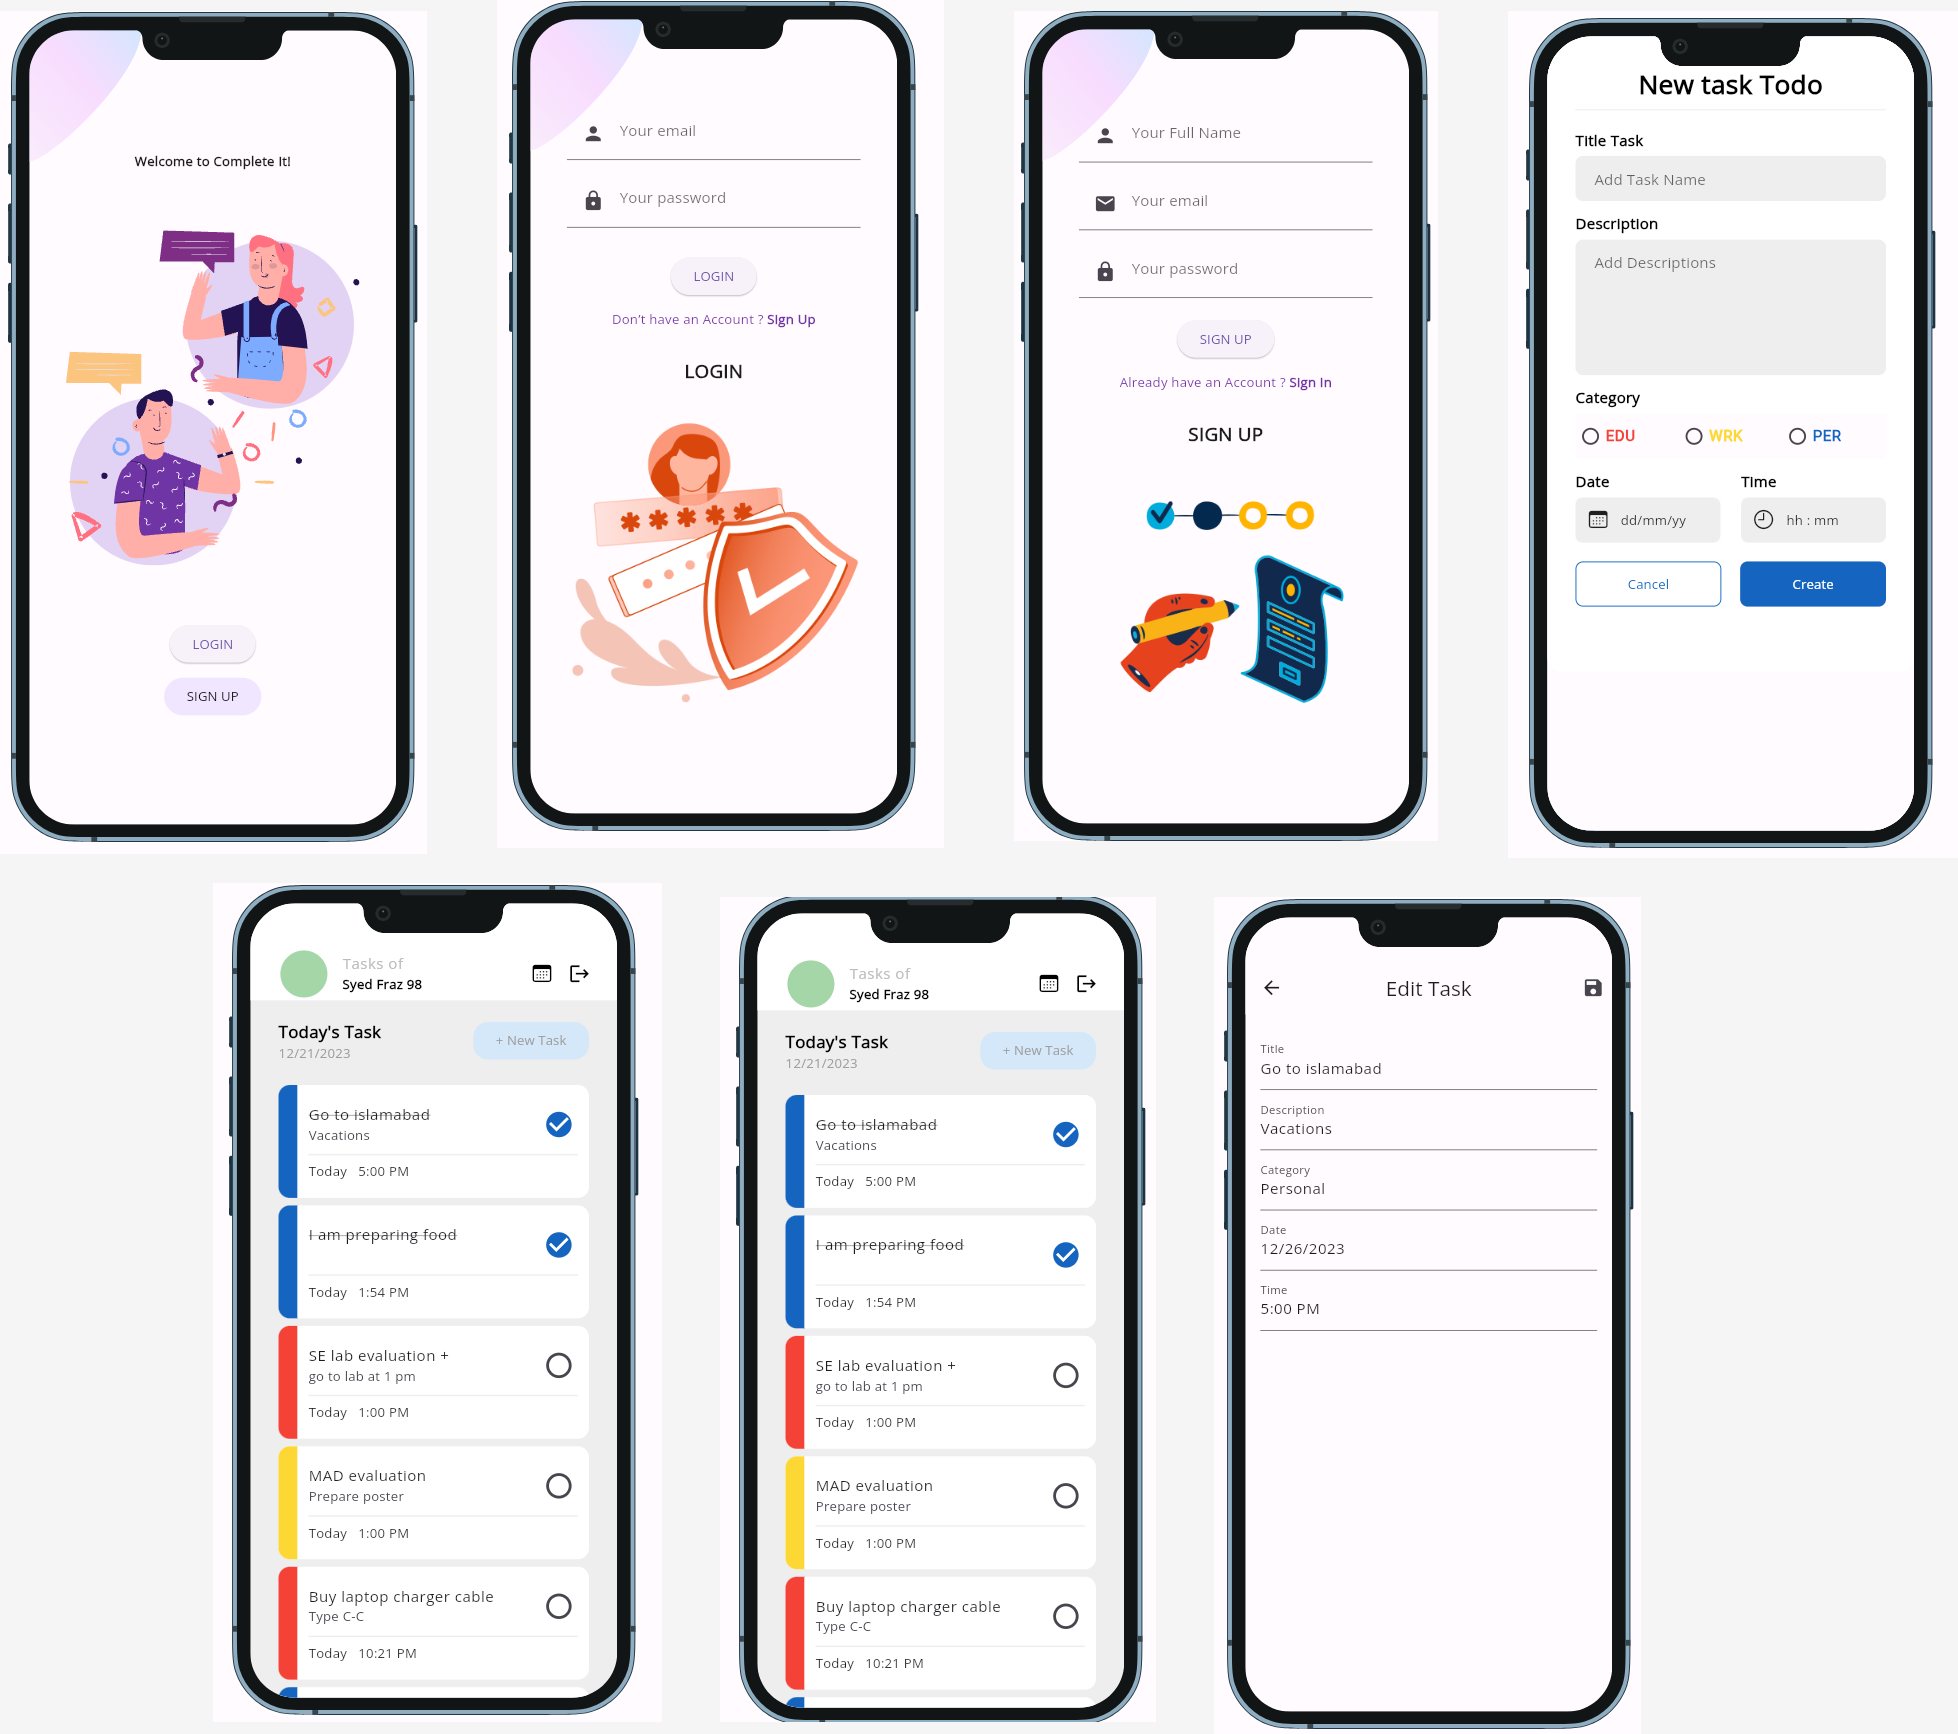 Welcome to Complete It!
LOGIN
SIGN UP
Your email
Your password
LOGIN
Don't have an Account ? Sign Up
LOGIN
Your Full Name
Your email
Your password
SIGN UP
Already have an Account ? Sign In
SIGN UP
New task Todo
Title Task
Add Task Name
Description
Add Descriptions
Category
EDU WRK PER
Date Time
dd/mm/yy hh : mm
Cancel Create
Tasks of
Syed Fraz 98
Today's Task
+ New Task
12/21/2023
Go to islamabad
Vacations
Today 5:00 PM
I am preparing food
Today 1:54 PM
SE lab evaluation +
go to lab at 1 pm
Today 1:00 PM
MAD evaluation
Prepare poster
Today 1:00 PM
Buy laptop charger cable
Type C-C
Today 10:21 PM
Tasks of
Syed Fraz 98
Today's Task
+ New Task
12/21/2023
Go to islamabad
Vacations
Today 5:00 PM
I am preparing food
Today 1:54 PM
SE lab evaluation +
go to lab at 1 pm
Today 1:00 PM
MAD evaluation
Prepare poster
Today 1:00 PM
Buy laptop charger cable
Type C-C
Today 10:21 PM
Edit Task
Title
Go to islamabad
Description
Vacations
Category
Personal
Date
12/26/2023
Time
5:00 PM